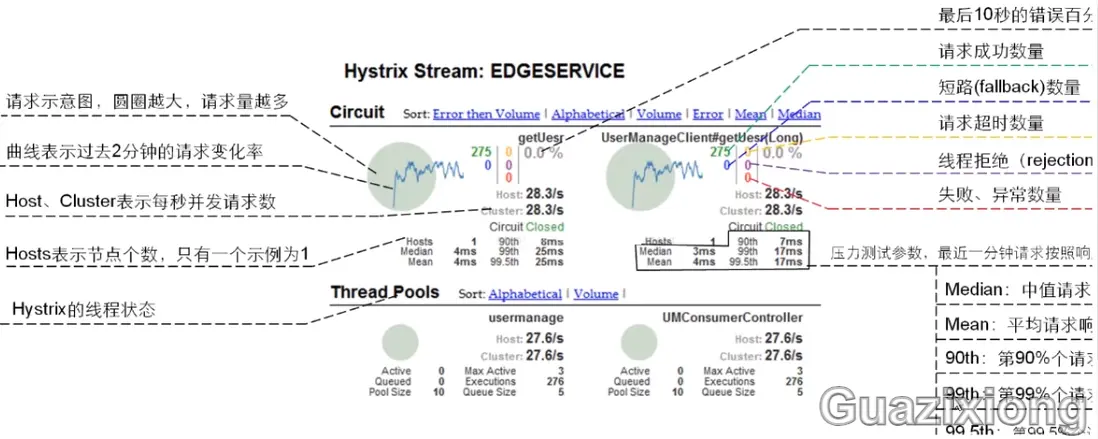 最后10秒的错误百分
请求成功数量
短路(fallback)数量
请求超时数量
线程拒绝（rejection
失败、异常数量
请求示意图，圆圈越大，请求量越多
曲线表示过去2分钟的请求变化率
Host、Cluster表示每秒并发请求数
Hosts表示节点个数，只有一个示例为1
Hystrix的线程状态
Hystrix Stream: EDGESERVICE
Circuit Sort: Error then Volume | Alphabetical | Volume | Error | Mean | Median
getUesr
275 0 0.0 %
0 0
0
Host: 28.3/s
Cluster: 28.3/s
Circuit Closed
Hosts 1 90th 8ms
Median 4ms 99th 25ms
Mean 4ms 99.5th 25ms
UserManageClient#getUesr(Long)
275 0 0.0 %
0 0
0
Host: 28.3/s
Cluster: 28.3/s
Circuit Closed
Hosts 1 90th 7ms
Median 3ms 99th 17ms
Mean 4ms 99.5th 17ms
Thread Pools Sort: Alphabetical | Volume |
usermanage
Host: 27.6/s
Cluster: 27.6/s
Active 0 Max Active 3
Queued 0 Executions 276
Pool Size 10 Queue Size 5
UMConsumerController
Host: 27.6/s
Cluster: 27.6/s
Active 0 Max Active 3
Queued 0 Executions 276
Pool Size 10 Queue Size 5
压力测试参数，最近一分钟请求按照响
Median：中值请求
Mean：平均请求响
90th：第90%个请求
99th：第99%个请
99.5th：第99.5%个
Guazixiong